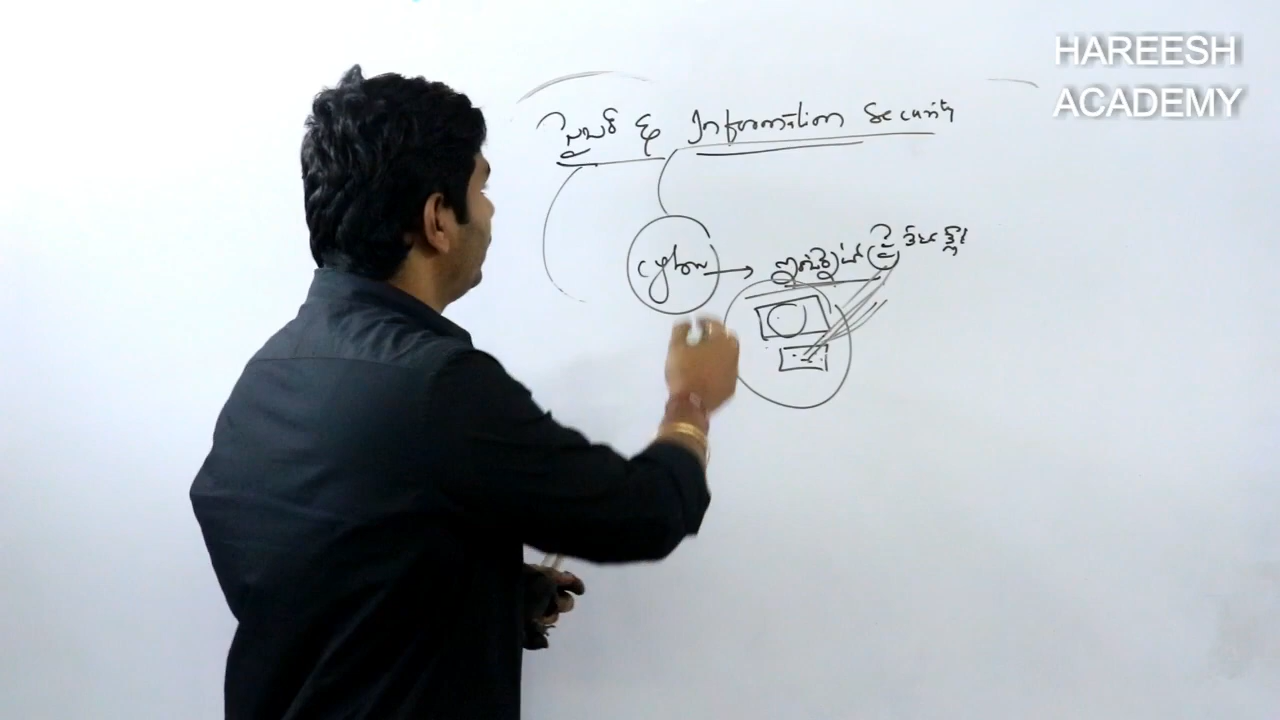 HAREESH
ACADEMY
సైబర్ & Information Security
cyber